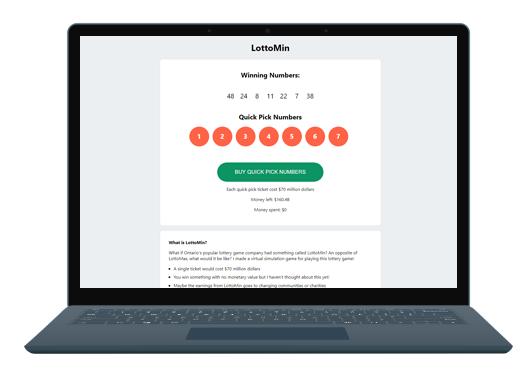 LottoMin
Winning Numbers:
48 24 8 11 22 7 38
Quick Pick Numbers
1 2 3 4 5 6 7
BUY QUICK PICK NUMBERS
Each quick pick ticket cost $70 million dollars
Money left: $160.4B
Money spent: $0
What is LottoMin?
What if Ontario's popular lottery game company had something called LottoMin? An opposite of
LottoMax, what would it be like? I made a virtual simulation game for playing this lottery game!
A single ticket would cost $70 million dollars
You win something with no monetary value but I haven't thought about this yet!
Maybe the earnings from LottoMin goes to changing communities or charities